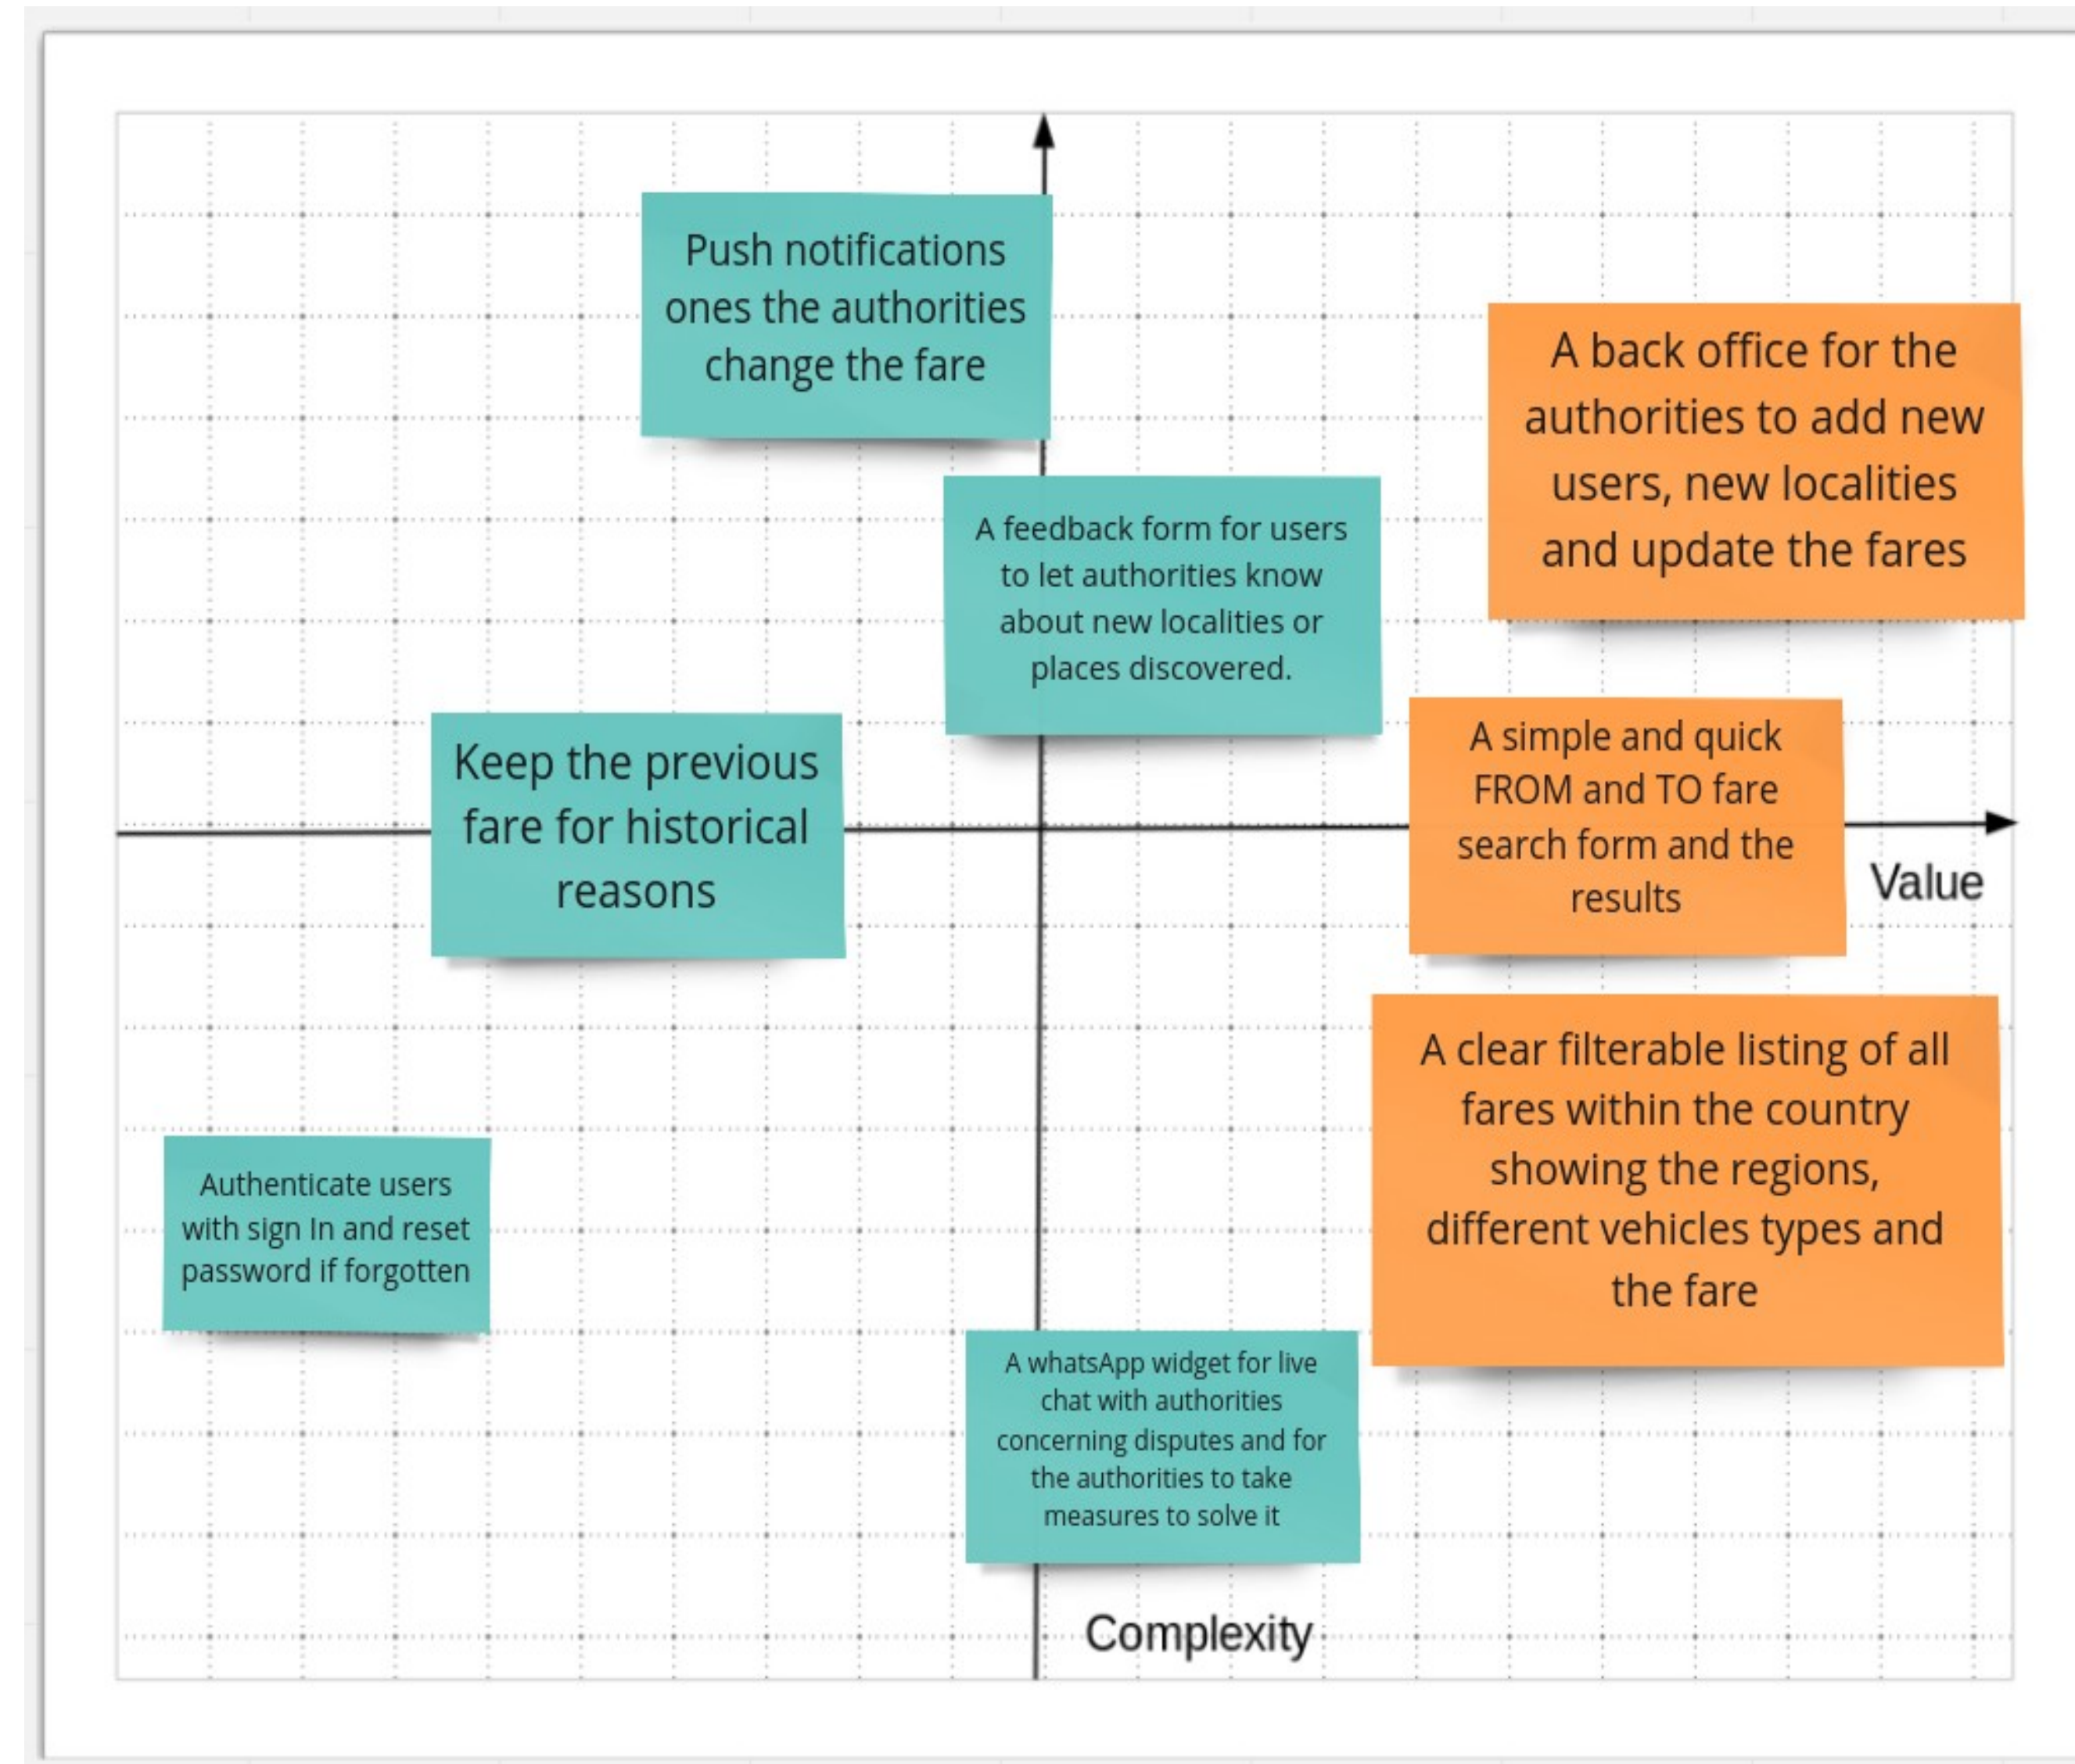 Push notifications
ones the authorities
change the fare
A back office for the
authorities to add new
users, new localities
and update the fares
A feedback form for users
to let authorities know
about new localities or
places discovered.
Keep the previous
fare for historical
reasons
A simple and quick
FROM and TO fare
search form and the
results
Value
A clear filterable listing of all
fares within the country
showing the regions,
different vehicles types and
the fare
Authenticate users
with sign In and reset
password if forgotten
A whatsApp widget for live
chat with authorities
concerning disputes and for
the authorities to take
measures to solve it
Complexity